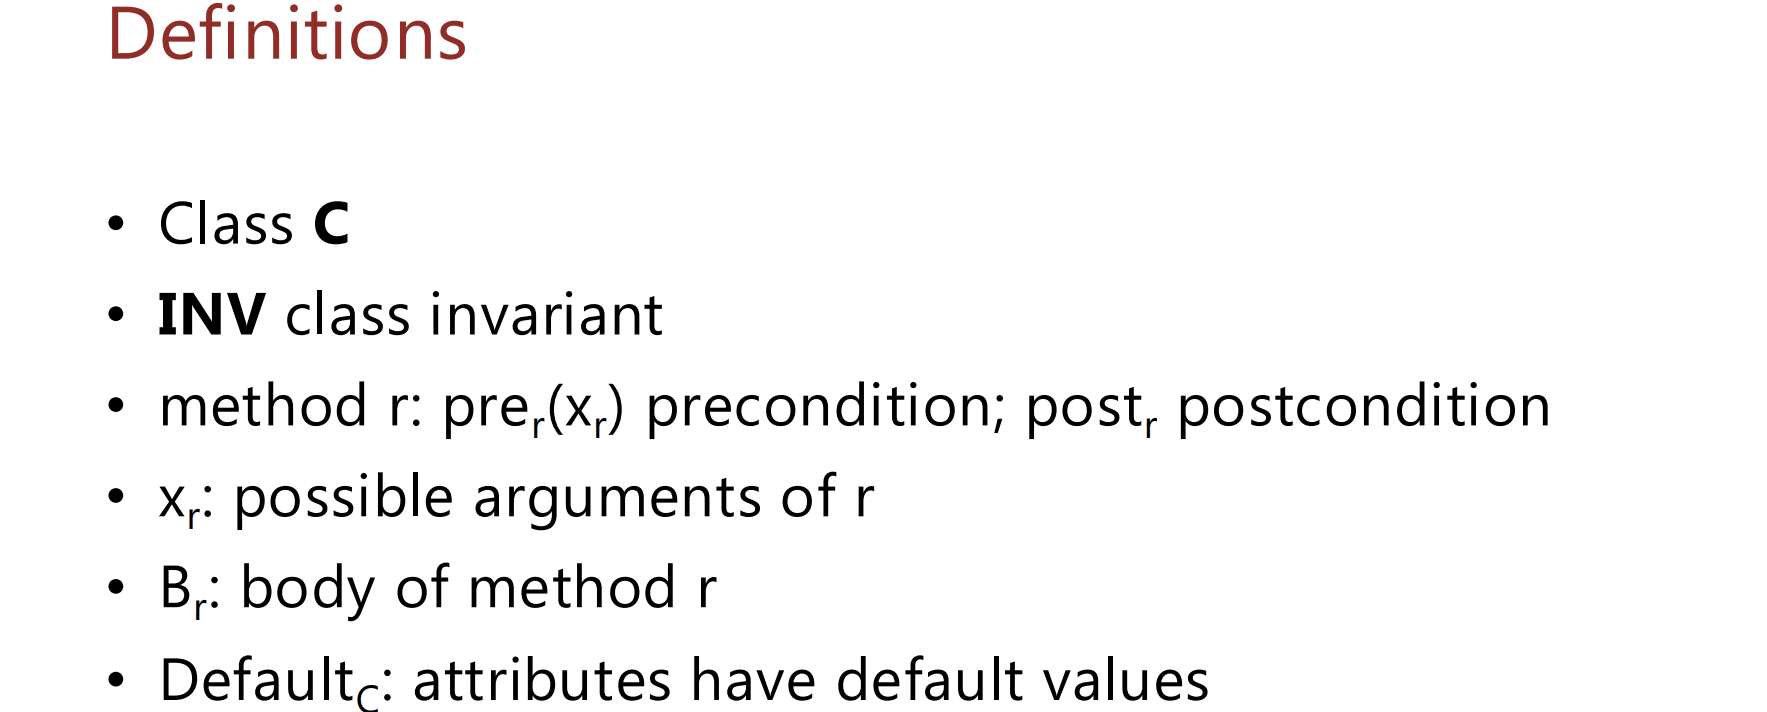 Definitions
• Class C
• INV class invariant
• method r: preᵣ(xᵣ) precondition; postᵣ postcondition
• xᵣ: possible arguments of r
• Bᵣ: body of method r
• Default_C: attributes have default values